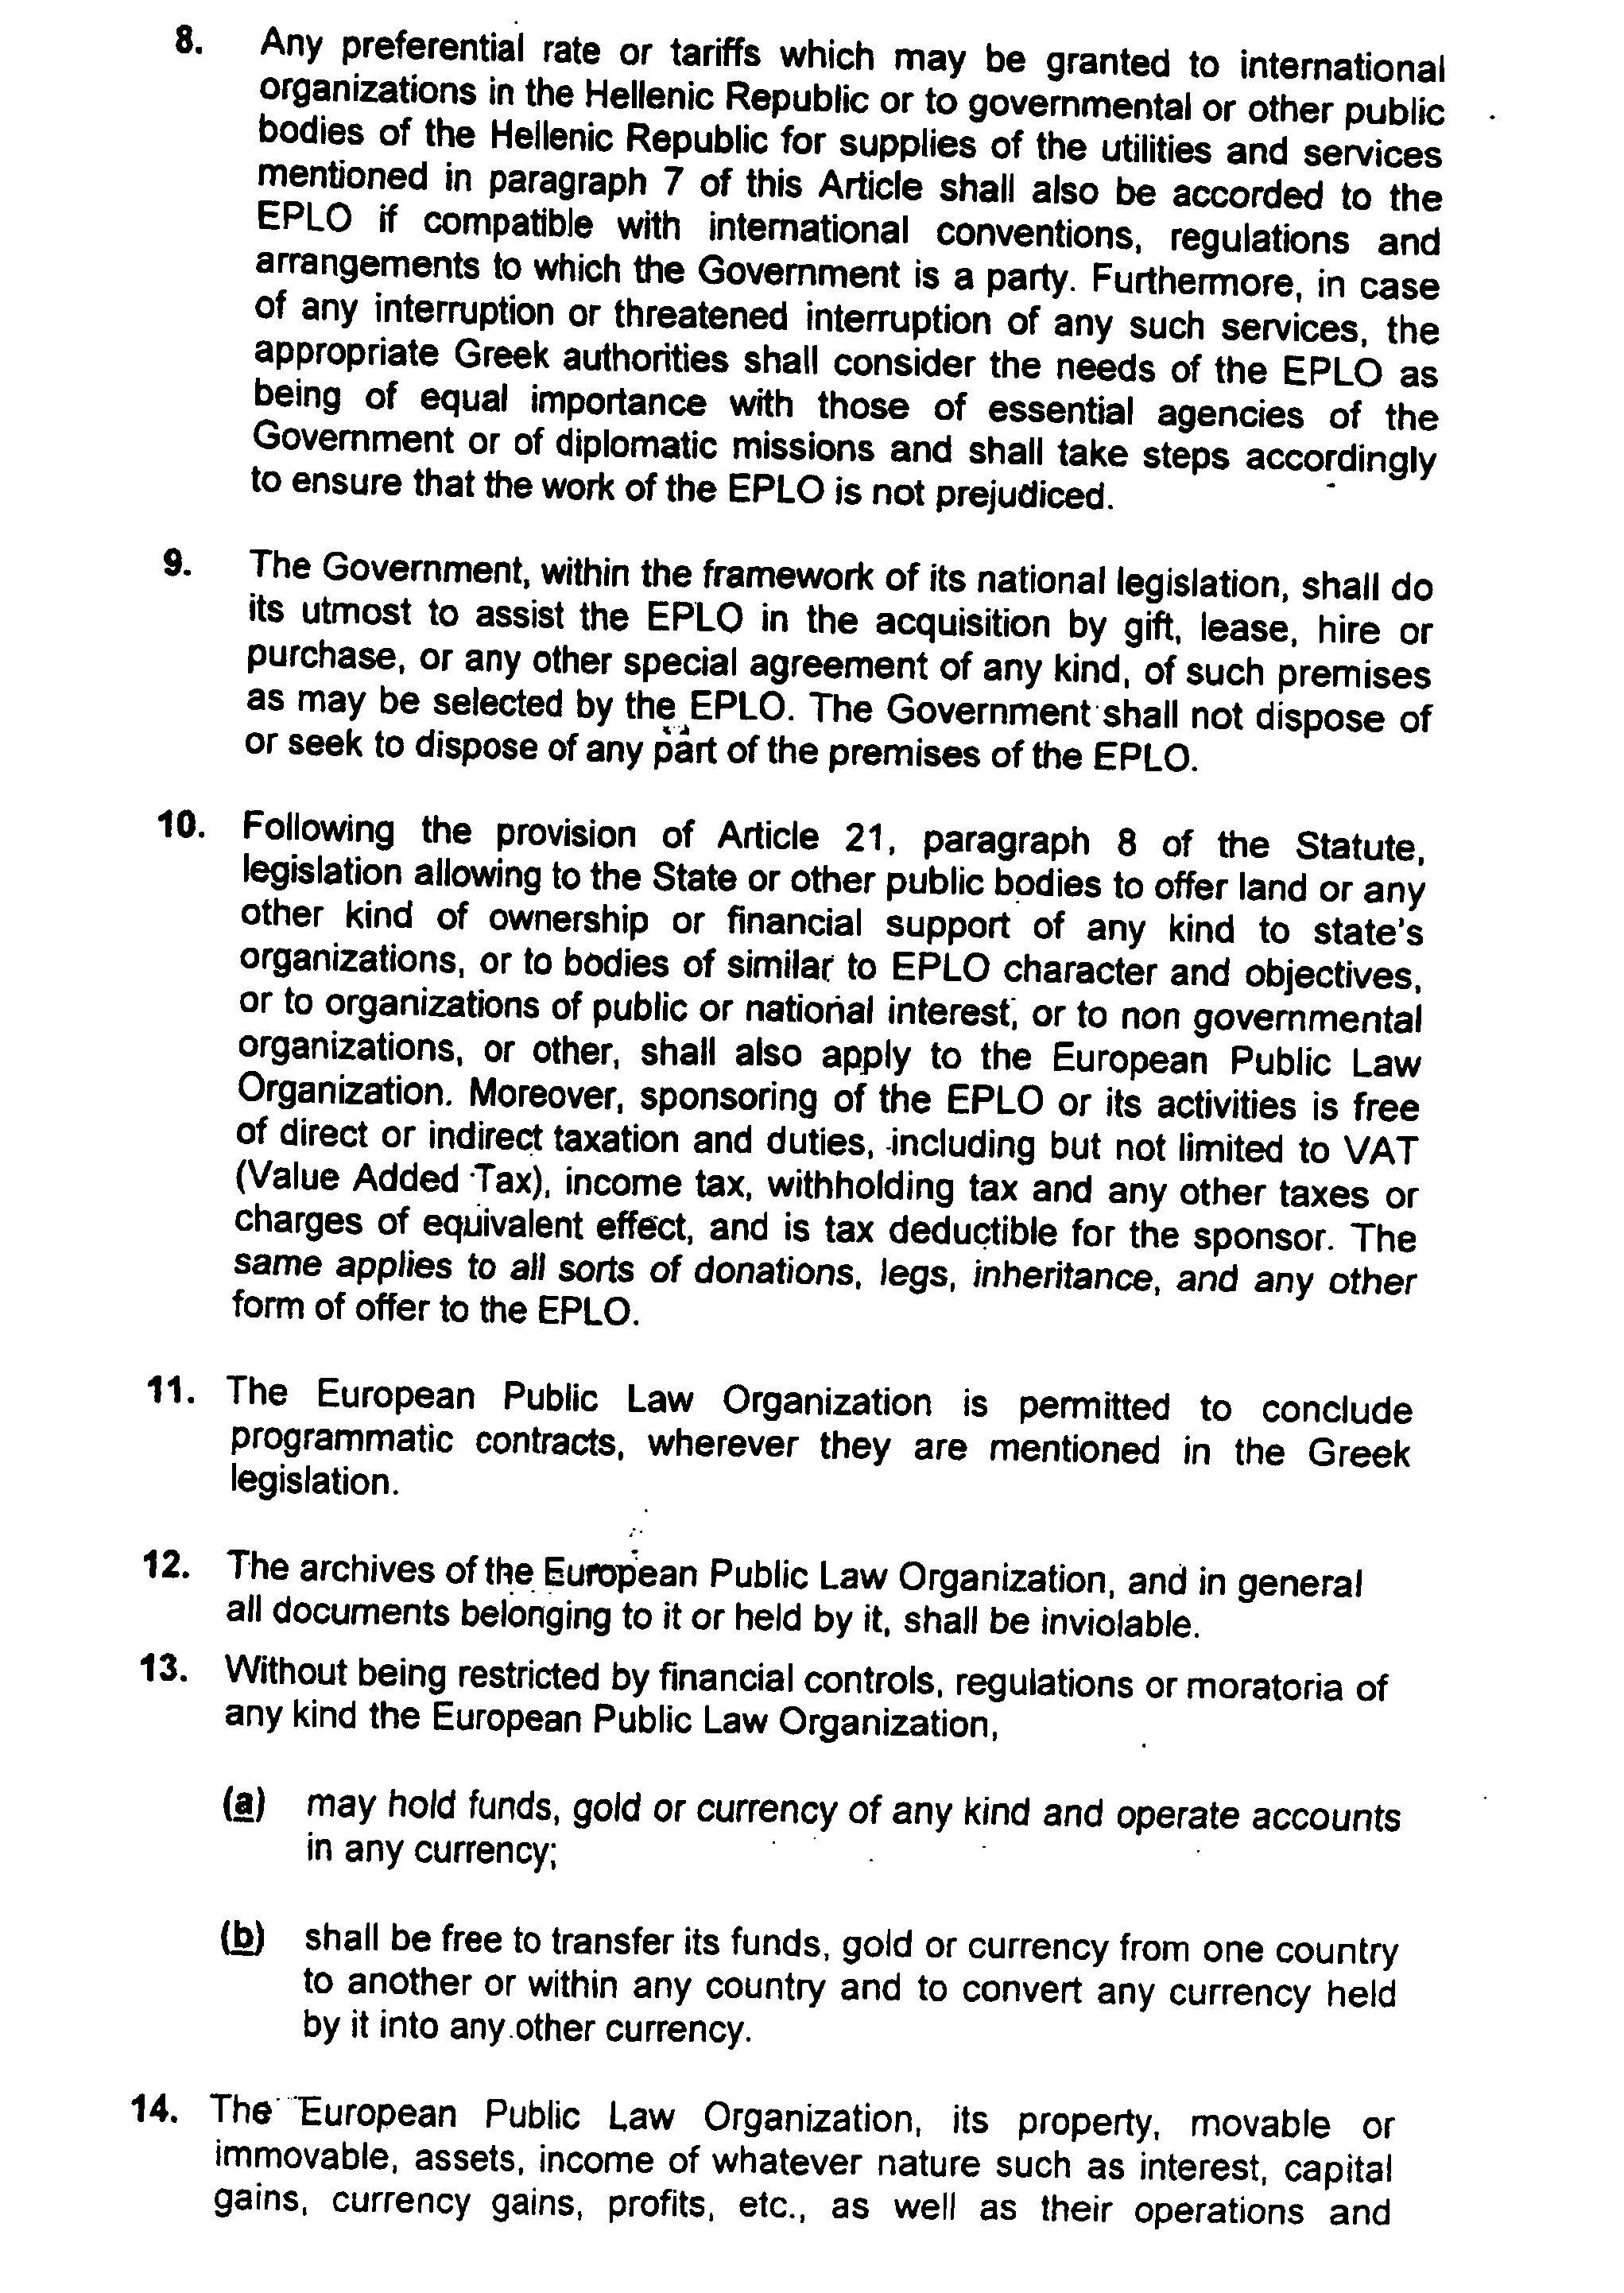 8. Any preferential rate or tariffs which may be granted to international
organizations in the Hellenic Republic or to governmental or other public
bodies of the Hellenic Republic for supplies of the utilities and services
mentioned in paragraph 7 of this Article shall also be accorded to the
EPLO if compatible with international conventions, regulations and
arrangements to which the Government is a party. Furthermore, in case
of any interruption or threatened interruption of any such services, the
appropriate Greek authorities shall consider the needs of the EPLO as
being of equal importance with those of essential agencies of the
Government or of diplomatic missions and shall take steps accordingly
to ensure that the work of the EPLO is not prejudiced.
9. The Government, within the framework of its national legislation, shall do
its utmost to assist the EPLO in the acquisition by gift, lease, hire or
purchase, or any other special agreement of any kind, of such premises
as may be selected by the EPLO. The Government shall not dispose of
or seek to dispose of any part of the premises of the EPLO.
10. Following the provision of Article 21, paragraph 8 of the Statute,
legislation allowing to the State or other public bodies to offer land or any
other kind of ownership or financial support of any kind to state's
organizations, or to bodies of similar to EPLO character and objectives,
or to organizations of public or national interest, or to non governmental
organizations, or other, shall also apply to the European Public Law
Organization. Moreover, sponsoring of the EPLO or its activities is free
of direct or indirect taxation and duties, including but not limited to VAT
(Value Added Tax), income tax, withholding tax and any other taxes or
charges of equivalent effect, and is tax deductible for the sponsor. The
same applies to all sorts of donations, legs, inheritance, and any other
form of offer to the EPLO.
11. The European Public Law Organization is permitted to conclude
programmatic contracts, wherever they are mentioned in the Greek
legislation.
12. The archives of the European Public Law Organization, and in general
all documents belonging to it or held by it, shall be inviolable.
13. Without being restricted by financial controls, regulations or moratoria of
any kind the European Public Law Organization,
(a) may hold funds, gold or currency of any kind and operate accounts
in any currency;
(b) shall be free to transfer its funds, gold or currency from one country
to another or within any country and to convert any currency held
by it into any other currency.
14. The European Public Law Organization, its property, movable or
immovable, assets, income of whatever nature such as interest, capital
gains, currency gains, profits, etc., as well as their operations and